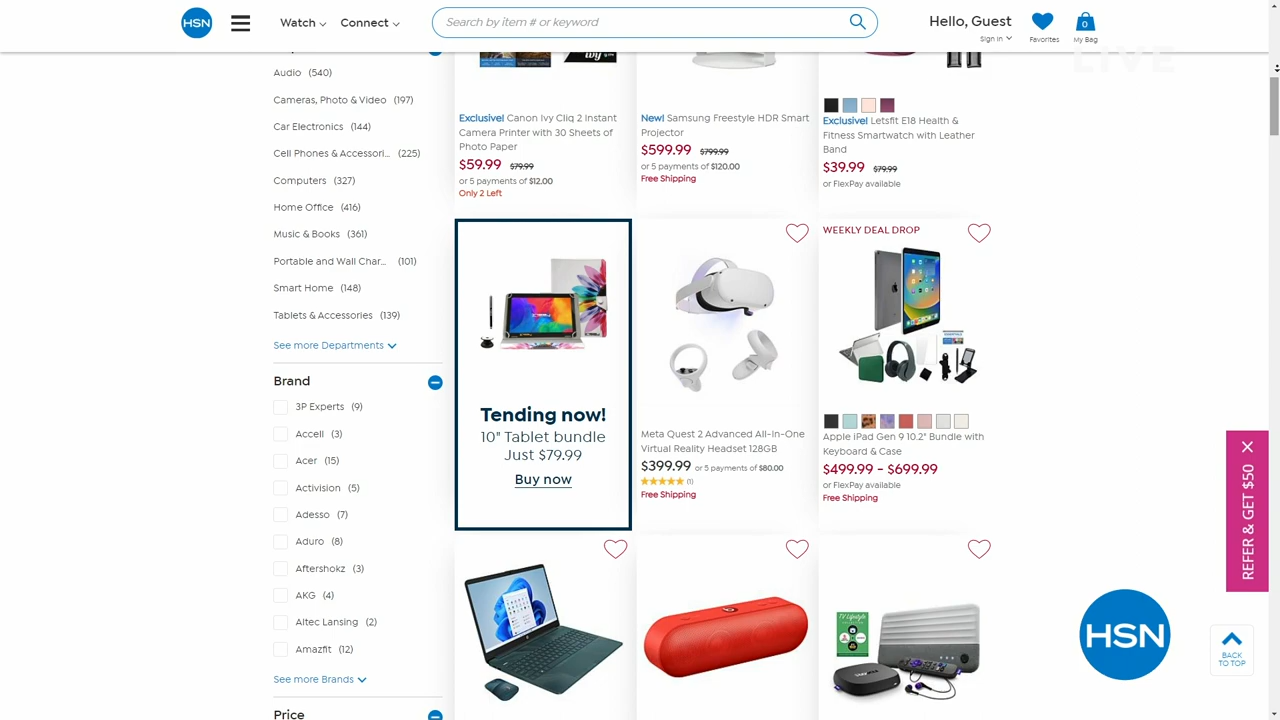 HSN
Watch
Connect
Search by item # or keyword
Hello, Guest
Sign In
Favorites
0
My Bag
LIVE
Audio (540)
Cameras, Photo & Video (197)
Car Electronics (144)
Cell Phones & Accessori... (225)
Computers (327)
Home Office (416)
Music & Books (361)
Portable and Wall Char... (101)
Smart Home (148)
Tablets & Accessories (139)
See more Departments
Brand
3P Experts (9)
Accell (3)
Acer (15)
Activision (5)
Adesso (7)
Aduro (8)
Aftershokz (3)
AKG (4)
Altec Lansing (2)
Amazfit (12)
See more Brands
Price
Exclusive! Canon Ivy Cliq 2 Instant
Camera Printer with 30 Sheets of
Photo Paper
$59.99 $79.99
or 5 payments of $12.00
Only 2 Left
New! Samsung Freestyle HDR Smart
Projector
$599.99 $799.99
or 5 payments of $120.00
Free Shipping
Exclusive! Letsfit E18 Health &
Fitness Smartwatch with Leather
Band
$39.99 $79.99
or FlexPay available
Tending now!
10" Tablet bundle
Just $79.99
Buy now
Meta Quest 2 Advanced All-In-One
Virtual Reality Headset 128GB
$399.99 or 5 payments of $80.00
(1)
Free Shipping
WEEKLY DEAL DROP
Apple iPad Gen 9 10.2" Bundle with
Keyboard & Case
$499.99 - $699.99
or FlexPay available
Free Shipping
REFER & GET $50
HSN
BACK
TO TOP